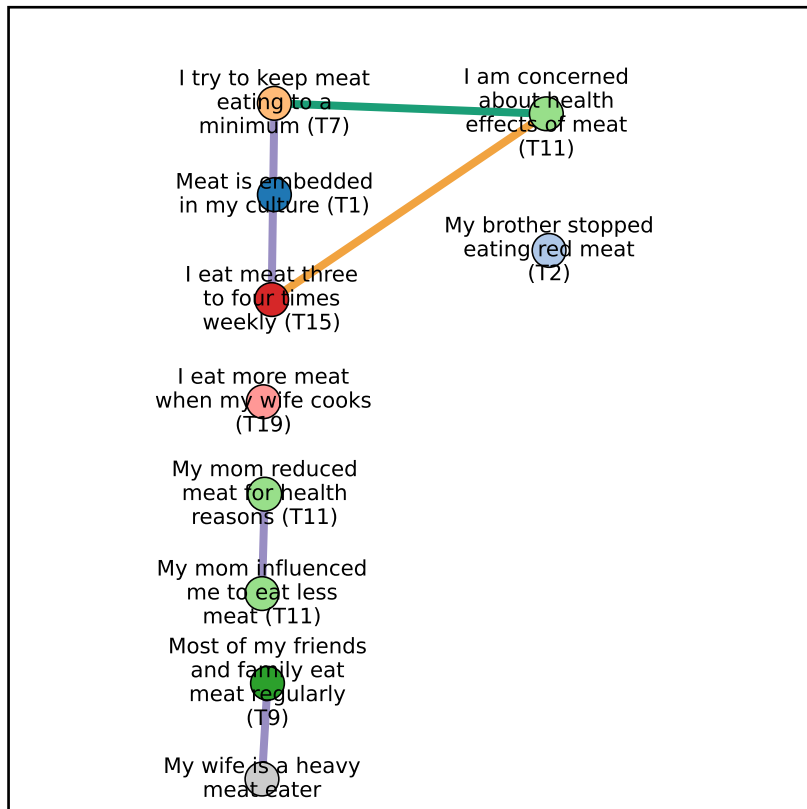 I try to keep meat
eating to a
minimum (T7)
I am concerned
about health
effects of meat
(T11)
Meat is embedded
in my culture (T1)
My brother stopped
eating red meat
(T2)
I eat meat three
to four times
weekly (T15)
I eat more meat
when my wife cooks
(T19)
My mom reduced
meat for health
reasons (T11)
My mom influenced
me to eat less
meat (T11)
Most of my friends
and family eat
meat regularly
(T9)
My wife is a heavy
meat eater